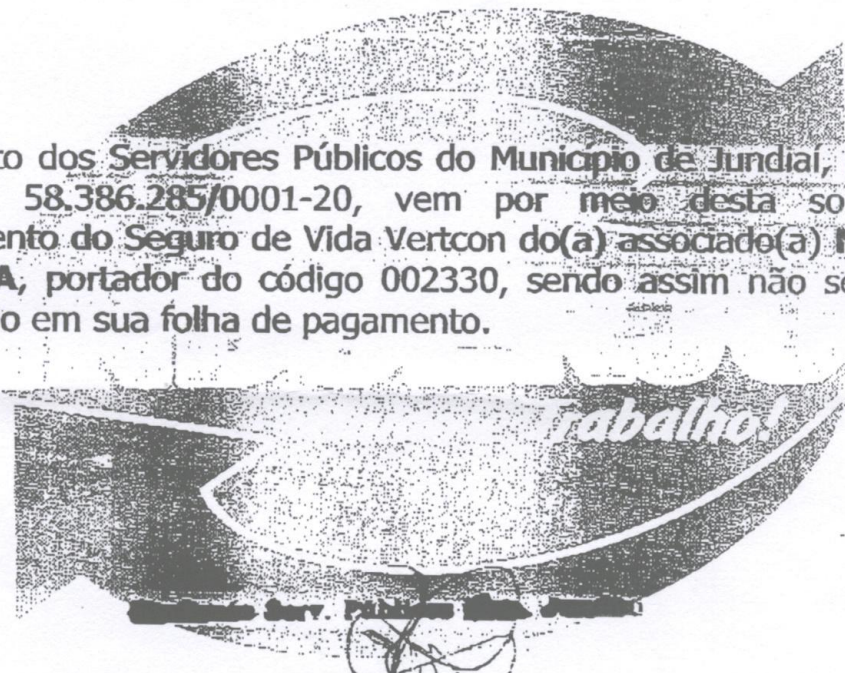 to dos Servidores Públicos do Município de Jundiaí,
58.386.285/0001-20, vem por meio desta so
ento do Seguro de Vida Vertcon do(a) associado(a)
A, portador do código 002330, sendo assim não se
o em sua folha de pagamento.
Trabalho!
Serv. Públicos